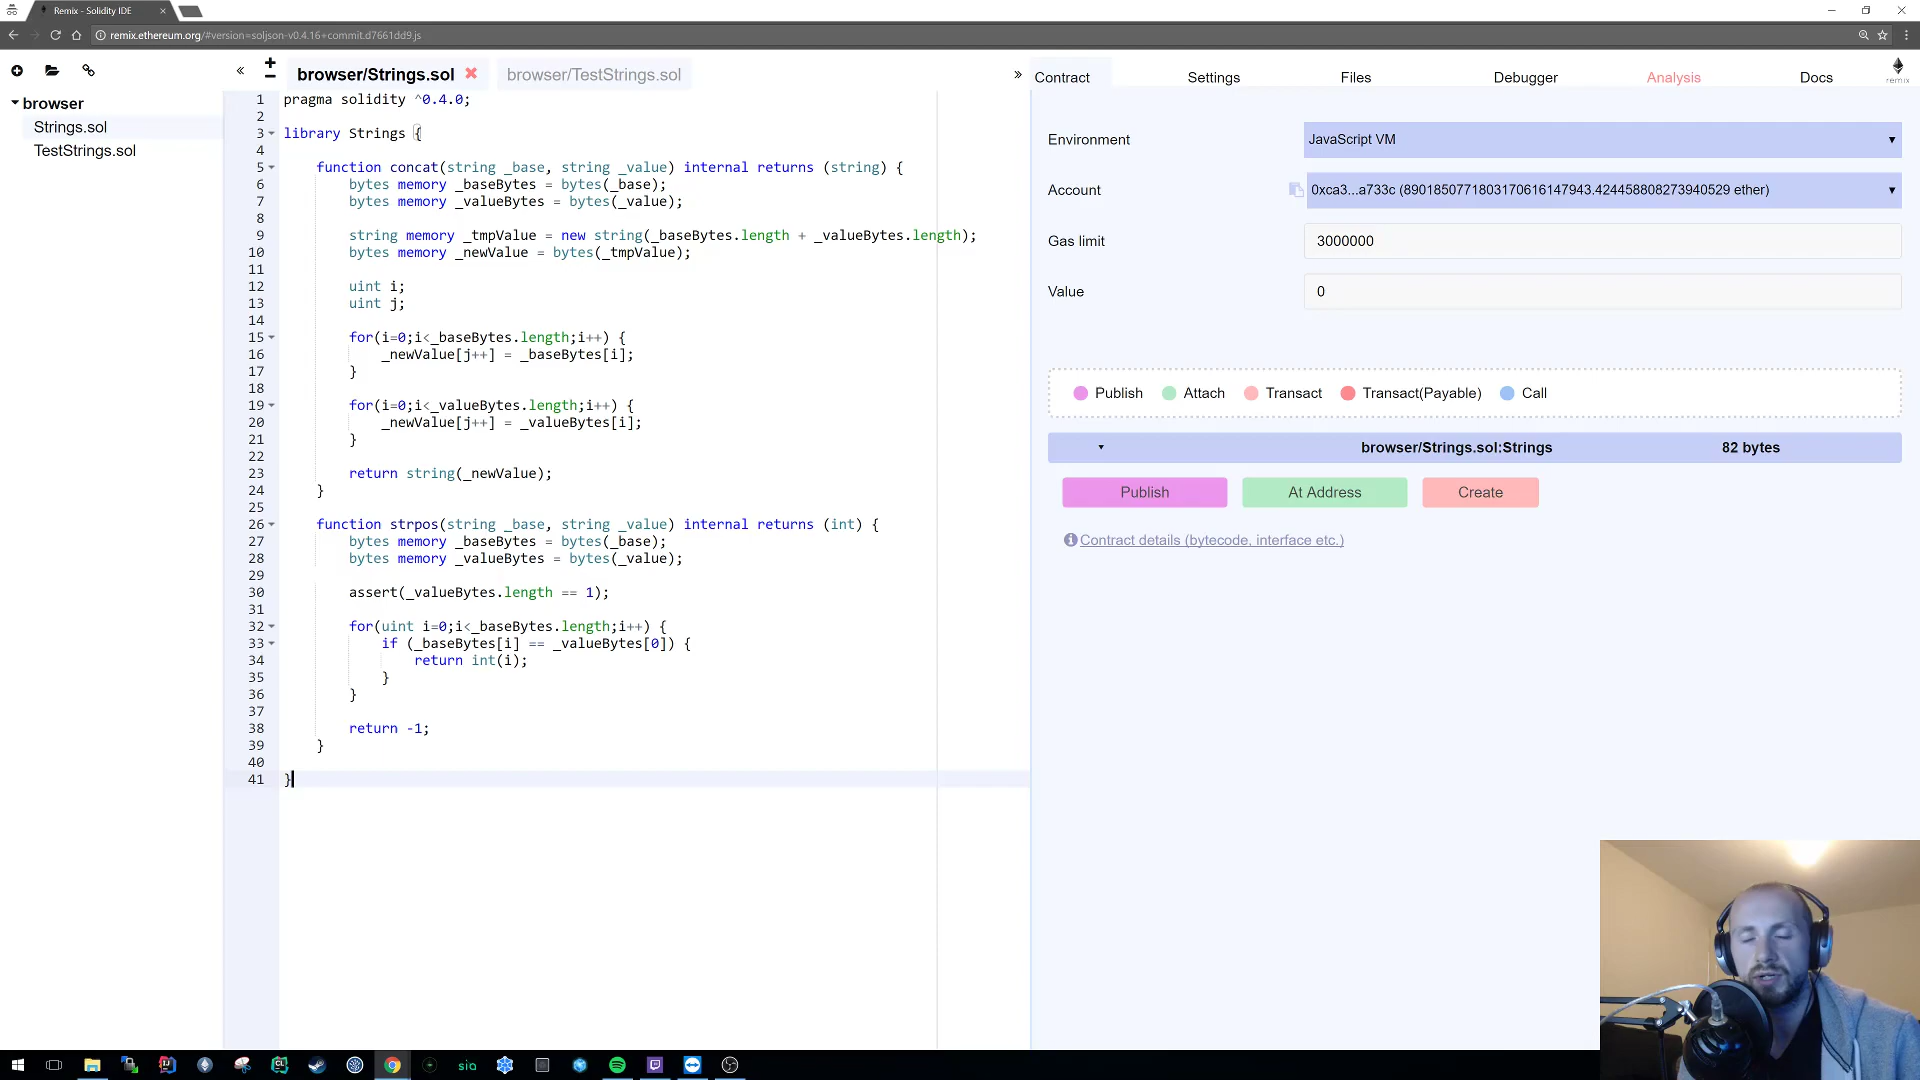 Remix - Solidity IDE
remix.ethereum.org/#version=soljson-v0.4.16+commit.d7661dd9.js
browser/Strings.sol
browser/TestStrings.sol
Contract
Settings
Files
Debugger
Analysis
Docs
remix
browser
Strings.sol
TestStrings.sol
1 pragma solidity ^0.4.0;
2
3 library Strings {
4
5 function concat(string _base, string _value) internal returns (string) {
6 bytes memory _baseBytes = bytes(_base);
7 bytes memory _valueBytes = bytes(_value);
8
9 string memory _tmpValue = new string(_baseBytes.length + _valueBytes.length);
10 bytes memory _newValue = bytes(_tmpValue);
11
12 uint i;
13 uint j;
14
15 for(i=0;i<_baseBytes.length;i++) {
16 _newValue[j++] = _baseBytes[i];
17 }
18
19 for(i=0;i<_valueBytes.length;i++) {
20 _newValue[j++] = _valueBytes[i];
21 }
22
23 return string(_newValue);
24 }
25
26 function strpos(string _base, string _value) internal returns (int) {
27 bytes memory _baseBytes = bytes(_base);
28 bytes memory _valueBytes = bytes(_value);
29
30 assert(_valueBytes.length == 1);
31
32 for(uint i=0;i<_baseBytes.length;i++) {
33 if (_baseBytes[i] == _valueBytes[0]) {
34 return int(i);
35 }
36 }
37
38 return -1;
39 }
40
41 }
Environment
JavaScript VM
Account
0xca3...a733c (8901850771803170616147943.424458808273940529 ether)
Gas limit
3000000
Value
0
Publish
Attach
Transact
Transact(Payable)
Call
browser/Strings.sol:Strings
82 bytes
Publish
At Address
Create
Contract details (bytecode, interface etc.)
sia